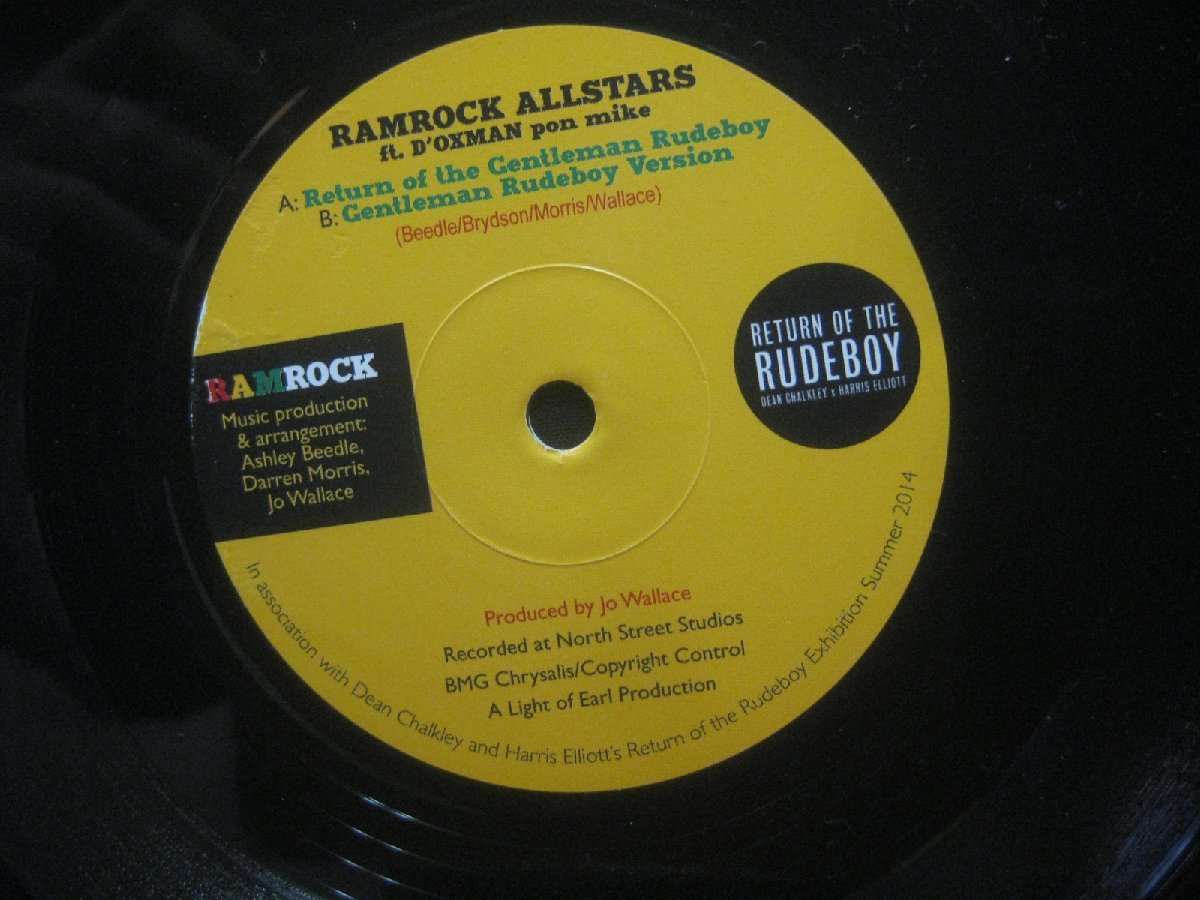 RAMROCK ALLSTARS
ft. D'OXMAN pon mike
A: Return of the Gentleman Rudeboy
B: Gentleman Rudeboy Version
(Beedle/Brydson/Morris/Wallace)
RETURN OF THE
RUDEBOY
DEAN CHALKLEY x HARRIS ELLIOTT
RAMROCK
Music production
& arrangement:
Ashley Beedle,
Darren Morris,
Jo Wallace
Produced by Jo Wallace
Recorded at North Street Studios
BMG Chrysalis/Copyright Control
A Light of Earl Production
In association with Dean Chalkley and Harris Elliott's Return of the Rudeboy Exhibition Summer 2014